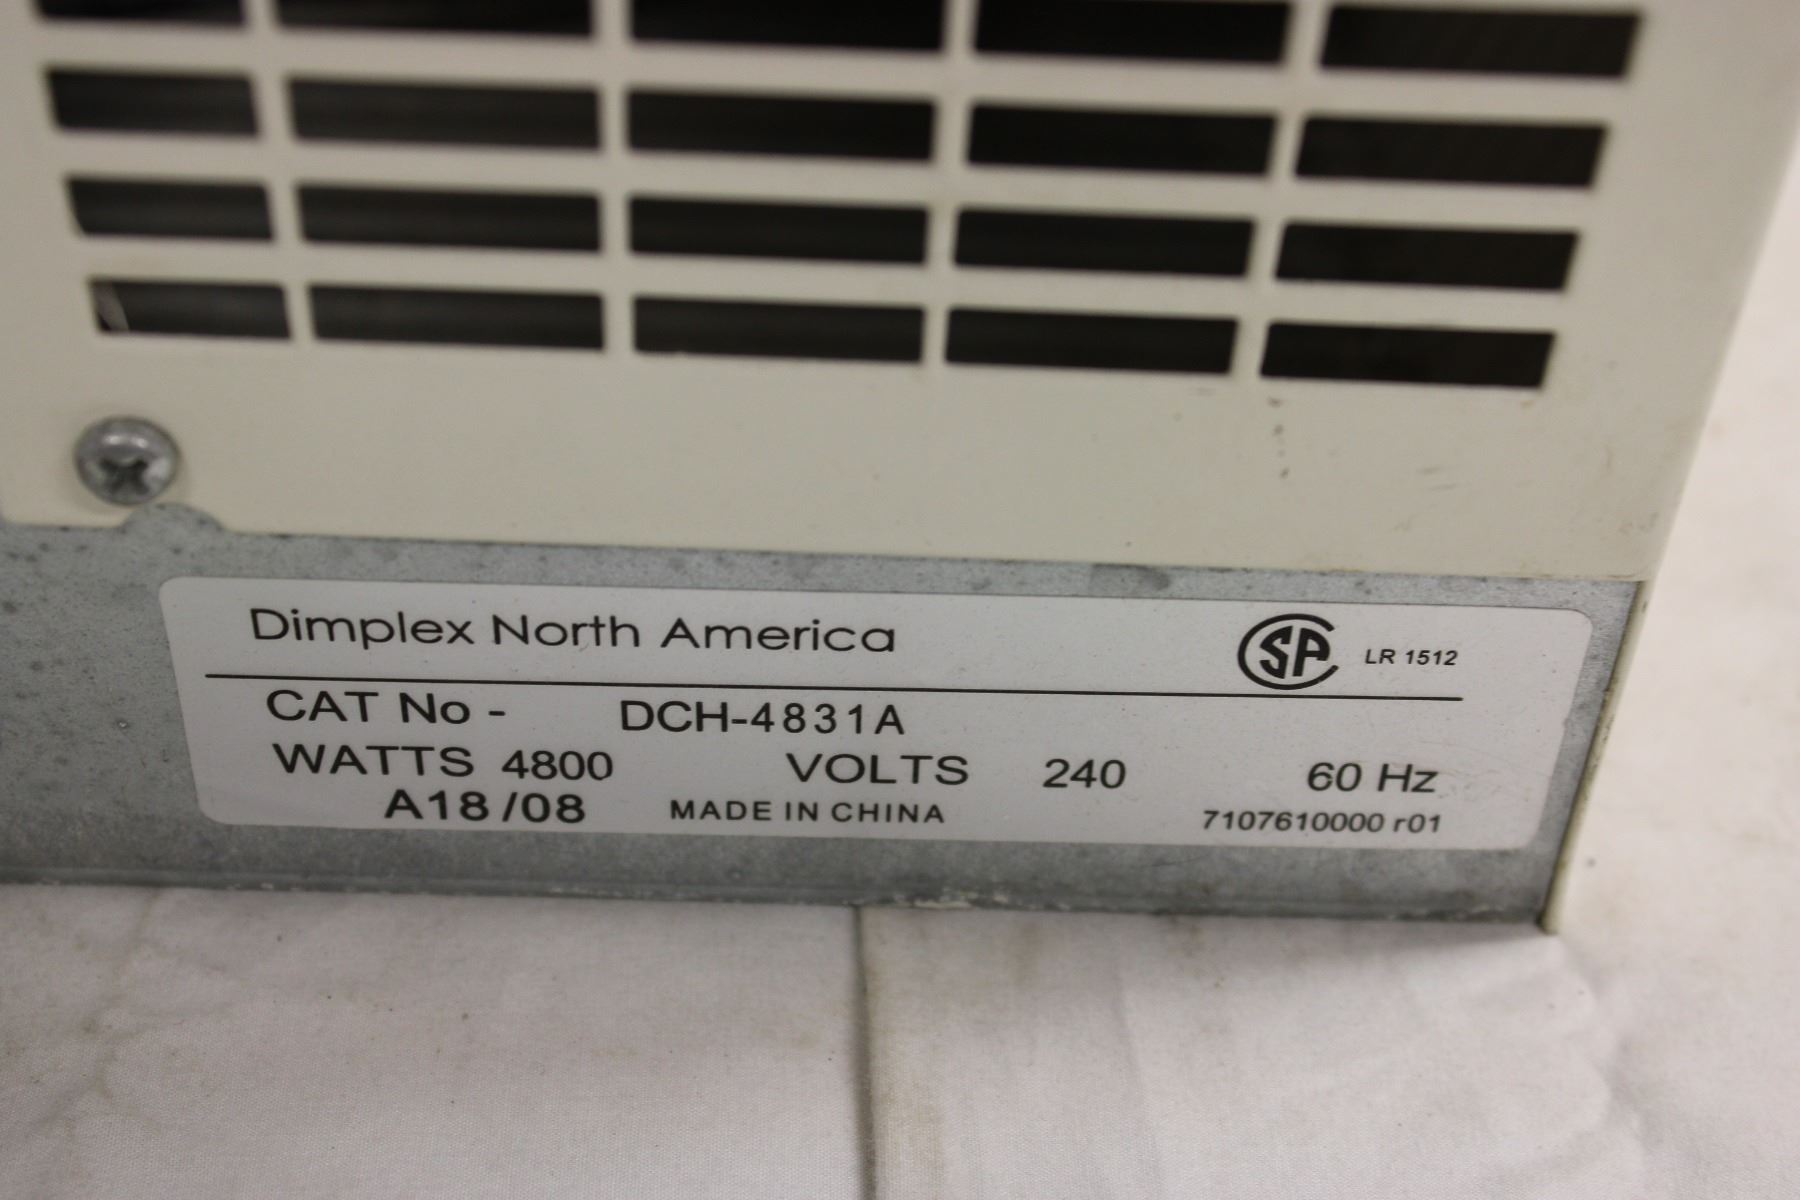 Dimplex North America
SA LR 1512
CAT No - DCH-4831A
WATTS 4800 VOLTS 240 60 Hz
A18/08 MADE IN CHINA 7107610000 r01